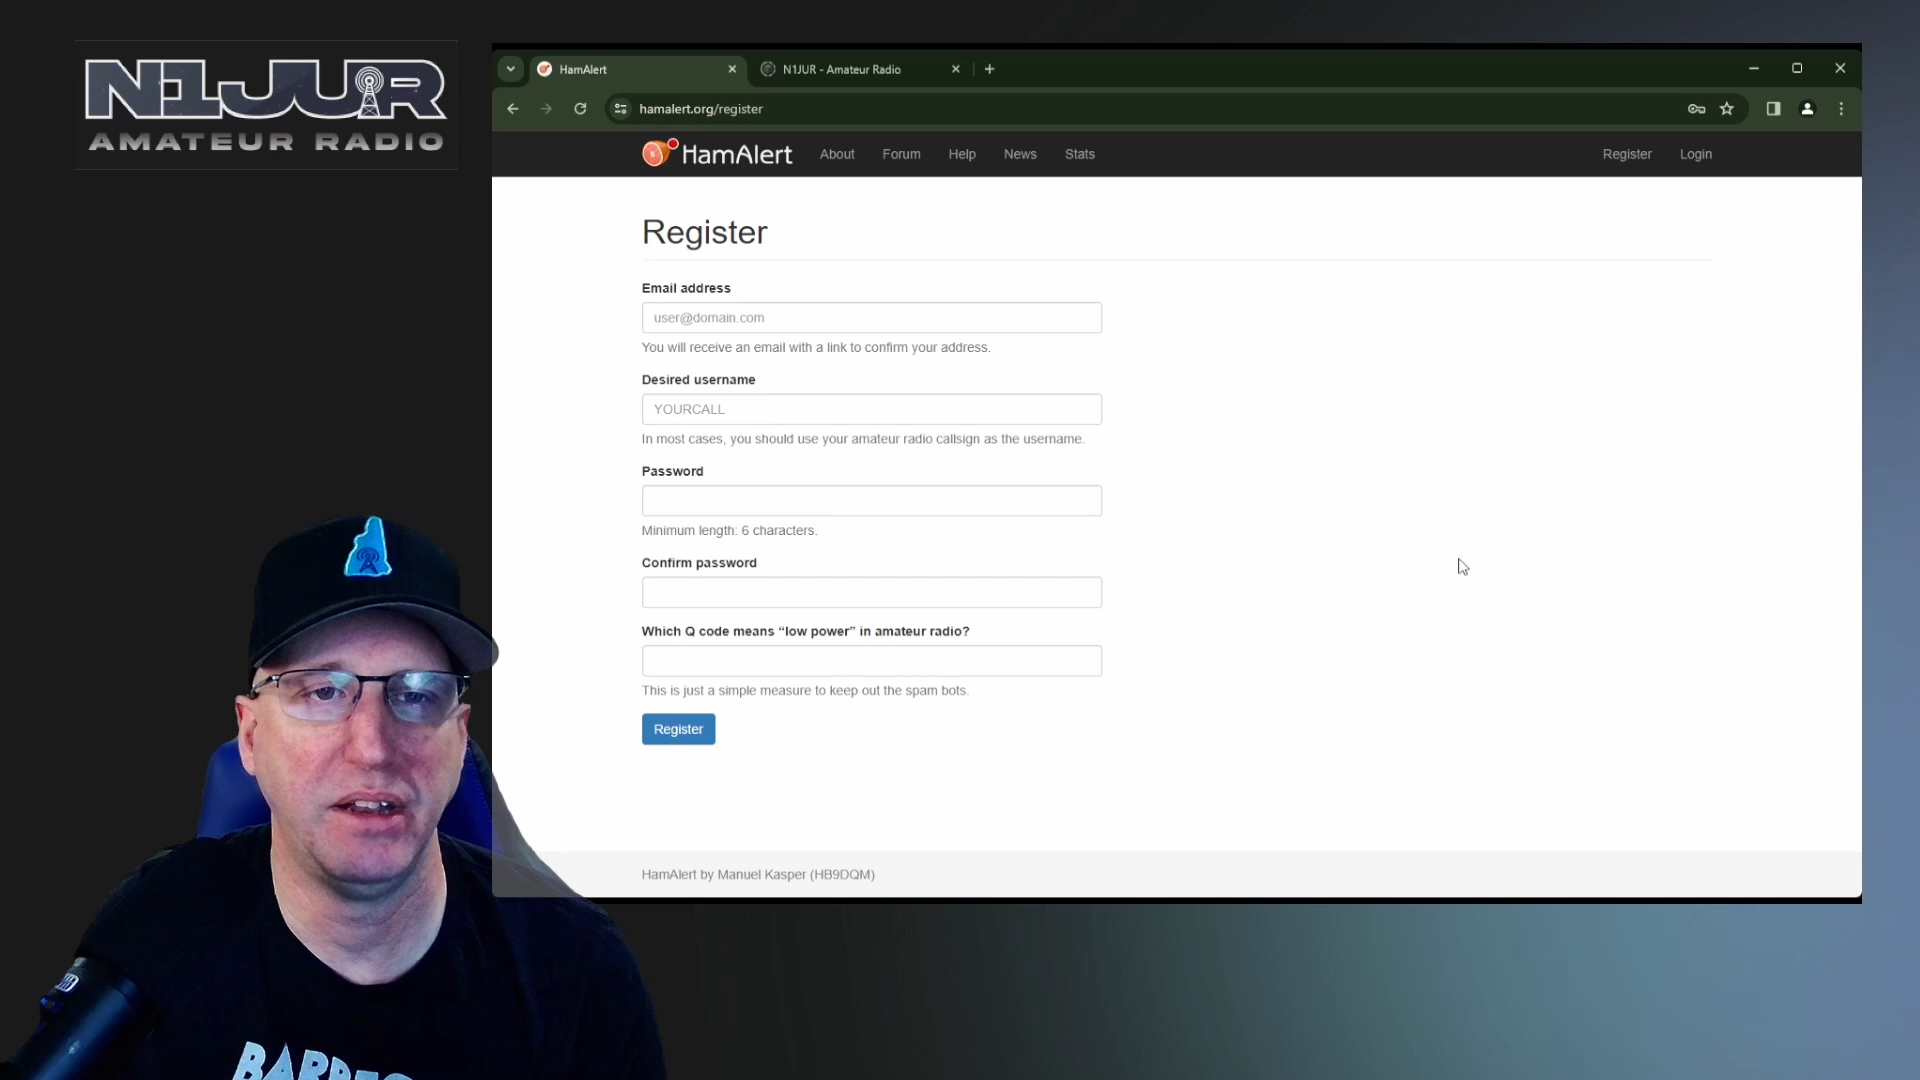 N1JUR
AMATEUR RADIO
HamAlert
N1JUR - Amateur Radio
hamalert.org/register
HamAlert
About
Forum
Help
News
Stats
Register
Login
Register
Email address
user@domain.com
You will receive an email with a link to confirm your address.
Desired username
YOURCALL
In most cases, you should use your amateur radio callsign as the username.
Password
Minimum length: 6 characters.
Confirm password
Which Q code means “low power” in amateur radio?
This is just a simple measure to keep out the spam bots.
Register
HamAlert by Manuel Kasper (HB9DQM)